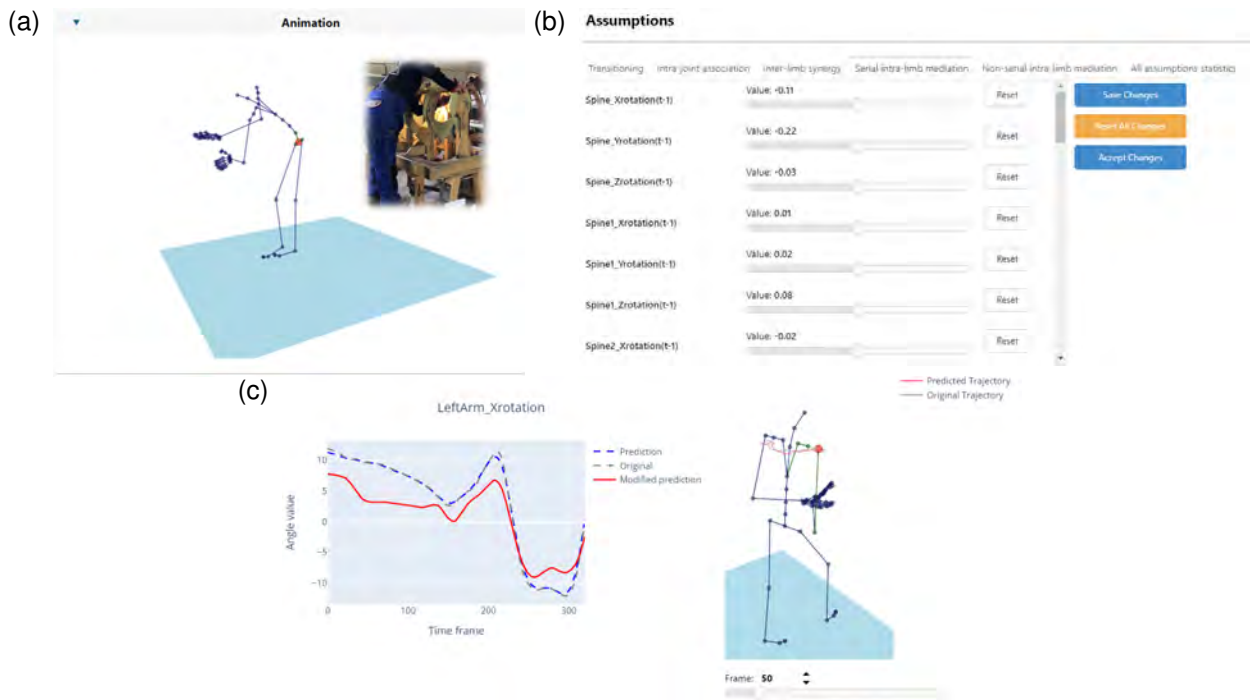 (a)
Animation
(b)
Assumptions
Transitioning Intra joint association Inter-limb synergy Serial intra-limb mediation Non-serial intra limb mediation All assumptions statistics
Spine_Xrotation(t-1) Value: -0.11 Reset Save Changes
Spine_Yrotation(t-1) Value: -0.22 Reset Reset All Changes
Spine_Zrotation(t-1) Value: -0.03 Reset Accept Changes
Spine1_Xrotation(t-1) Value: 0.01 Reset
Spine1_Yrotation(t-1) Value: 0.02 Reset
Spine1_Zrotation(t-1) Value: 0.08 Reset
Spine2_Xrotation(t-1) Value: -0.02 Reset
(c)
LeftArm_Xrotation
Prediction
Original
Modified prediction
Angle value
10
5
0
−5
−10
0 100 200 300
Time frame
Predicted Trajectory
Original Trajectory
Frame: 50